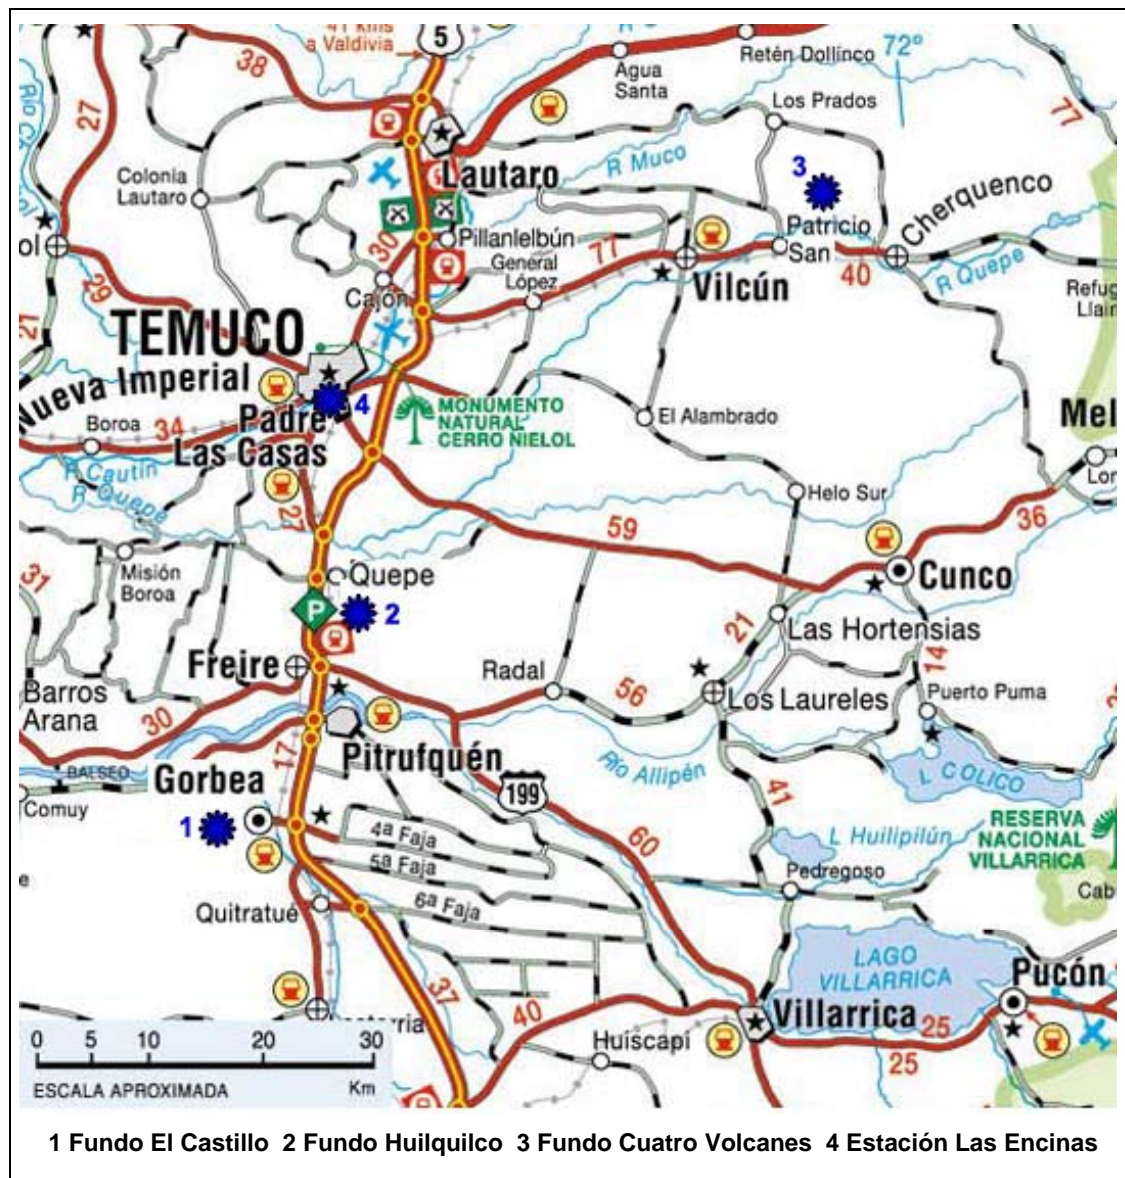 41 kms
a Valdivia
5
Retén Dollinco
72°
Agua
Santa
38
27
77
Los Prados
R Muco
Lautaro
3
Colonia
Lautaro
Cherquenco
Patricio
San
Pillanlelbún
30
General
López
77
40
R Quepe
Vilcún
29
Cajón
21
TEMUCO
Nueva Imperial
4
Padre
Las Casas
MONUMENTO
NATURAL
CERRO NIELOL
El Alambrado
Boroa
34
R Cautín
R Quepe
27
Helo Sur
36
59
Cunco
31
Misión
Boroa
Quepe
P
2
21
Las Hortensias
14
Freire
Radal
56
Los Laureles
Puerto Puma
Barros
Arana
30
17
Pitrufquén
Río Allipén
L COLICO
BALSEO
Comuy
Gorbea
199
41
1
4ª Faja
5ª Faja
6ª Faja
60
L Huilipilún
RESERVA
NACIONAL
VILLARRICA
Pedregoso
Quitratué
LAGO
VILLARRICA
Pucón
37
40
Villarrica
25
25
Huiscapi
0 5 10 20 30
ESCALA APROXIMADA Km
1 Fundo El Castillo 2 Fundo Huilquilco 3 Fundo Cuatro Volcanes 4 Estación Las Encinas